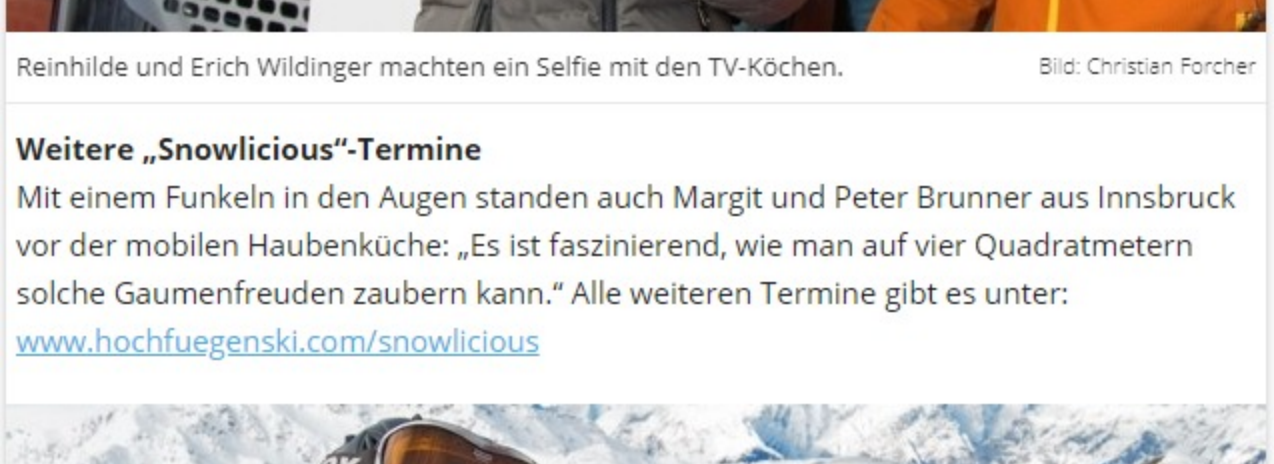 Reinhilde und Erich Wildinger machten ein Selfie mit den TV-Köchen.
Bild: Christian Forcher
Weitere „Snowlicious“-Termine
Mit einem Funkeln in den Augen standen auch Margit und Peter Brunner aus Innsbruck
vor der mobilen Haubenküche: „Es ist faszinierend, wie man auf vier Quadratmetern
solche Gaumenfreuden zaubern kann.“ Alle weiteren Termine gibt es unter:
www.hochfuegenski.com/snowlicious